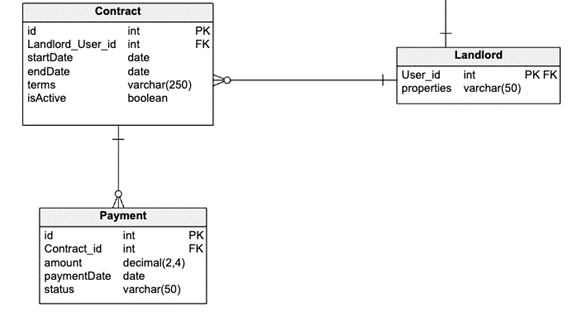 Contract
id int PK
Landlord_User_id int FK
startDate date
endDate date
terms varchar(250)
isActive boolean
Landlord
User_id int PK FK
properties varchar(50)
Payment
id int PK
Contract_id int FK
amount decimal(2,4)
paymentDate date
status varchar(50)